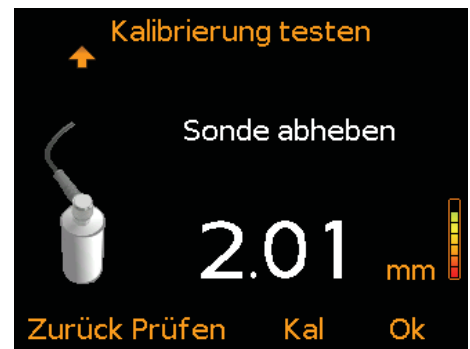 Kalibrierung testen
Sonde abheben
2.01 mm
Zurück Prüfen Kal Ok